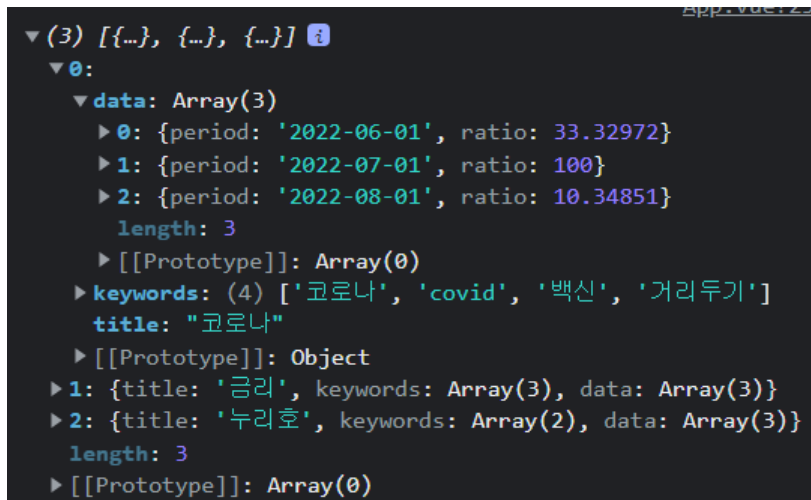 (3) [{…}, {…}, {…}] i
0:
data: Array(3)
0: {period: '2022-06-01', ratio: 33.32972}
1: {period: '2022-07-01', ratio: 100}
2: {period: '2022-08-01', ratio: 10.34851}
length: 3
[[Prototype]]: Array(0)
keywords: (4) ['코로나', 'covid', '백신', '거리두기']
title: "코로나"
[[Prototype]]: Object
1: {title: '금리', keywords: Array(3), data: Array(3)}
2: {title: '누리호', keywords: Array(2), data: Array(3)}
length: 3
[[Prototype]]: Array(0)